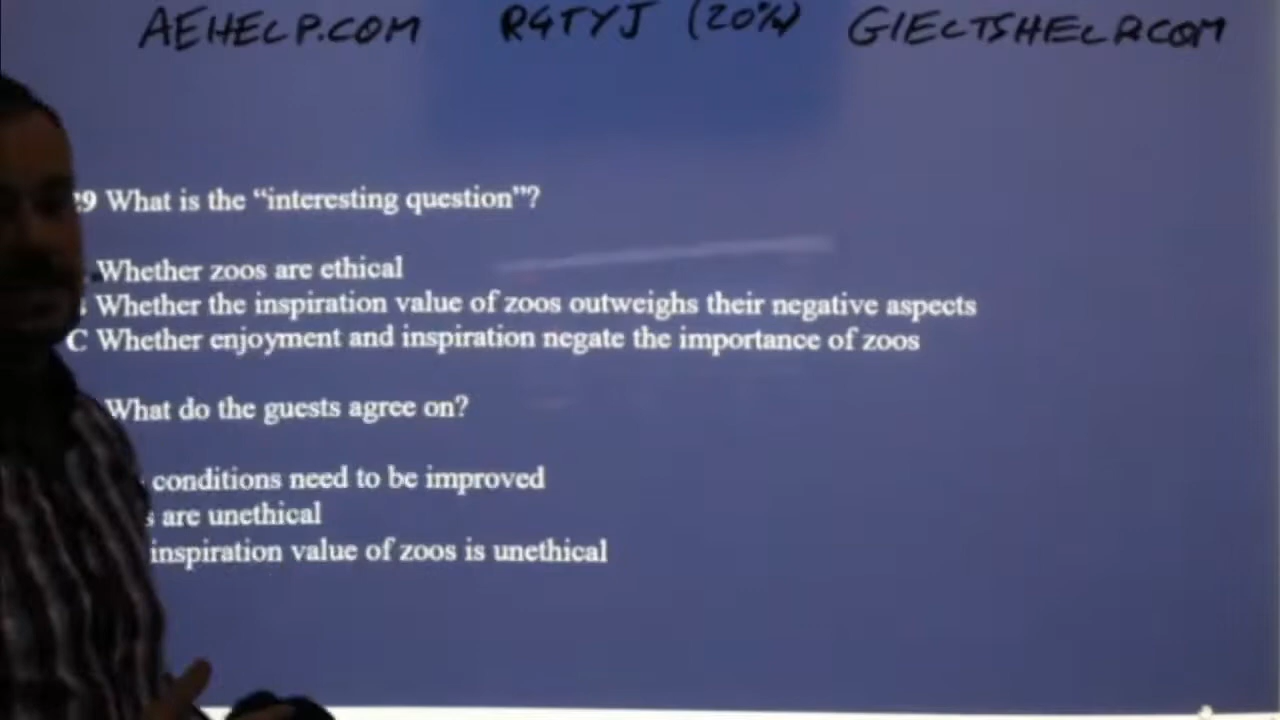 AEHELP.COM R4TYJ (20%) GIELTSHELP.COM
29 What is the “interesting question”?
Whether zoos are ethical
Whether the inspiration value of zoos outweighs their negative aspects
C Whether enjoyment and inspiration negate the importance of zoos
What do the guests agree on?
conditions need to be improved
are unethical
inspiration value of zoos is unethical